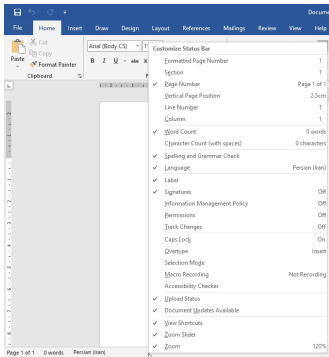 Docume
File Home Insert Draw Design Layout References Mailings Review View Help
Paste
Cut
Copy
Format Painter
Clipboard
Arial (Body CS)
B I U abc X
Customize Status Bar
Formatted Page Number 1
Section 1
Page Number Page 1 of 1
Vertical Page Position 2.5cm
Line Number 1
Column 1
Word Count 0 words
Character Count (with spaces) 0 characters
Spelling and Grammar Check
Language Persian (Iran)
Label
Signatures Off
Information Management Policy Off
Permissions Off
Track Changes Off
Caps Lock On
Overtype Insert
Selection Mode
Macro Recording Not Recording
Accessibility Checker
Upload Status
Document Updates Available
View Shortcuts
Zoom Slider
Zoom 120%
Page 1 of 1 0 words Persian (Iran)